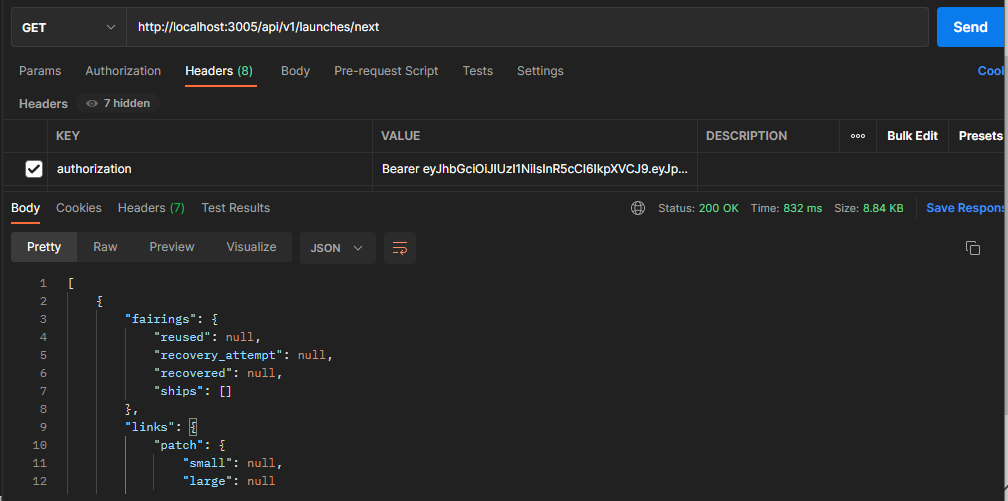 GET http://localhost:3005/api/v1/launches/next Send
Params Authorization Headers (8) Body Pre-request Script Tests Settings Cool
Headers 7 hidden
KEY VALUE DESCRIPTION ooo Bulk Edit Presets
authorization Bearer eyJhbGciOiJIUzI1NiIsInR5cCI6IkpXVCJ9.eyJp...
Body Cookies Headers (7) Test Results Status: 200 OK Time: 832 ms Size: 8.84 KB Save Respons
Pretty Raw Preview Visualize JSON
1 [
2 {
3 "fairings": {
4 "reused": null,
5 "recovery_attempt": null,
6 "recovered": null,
7 "ships": []
8 },
9 "links": {
10 "patch": {
11 "small": null,
12 "large": null